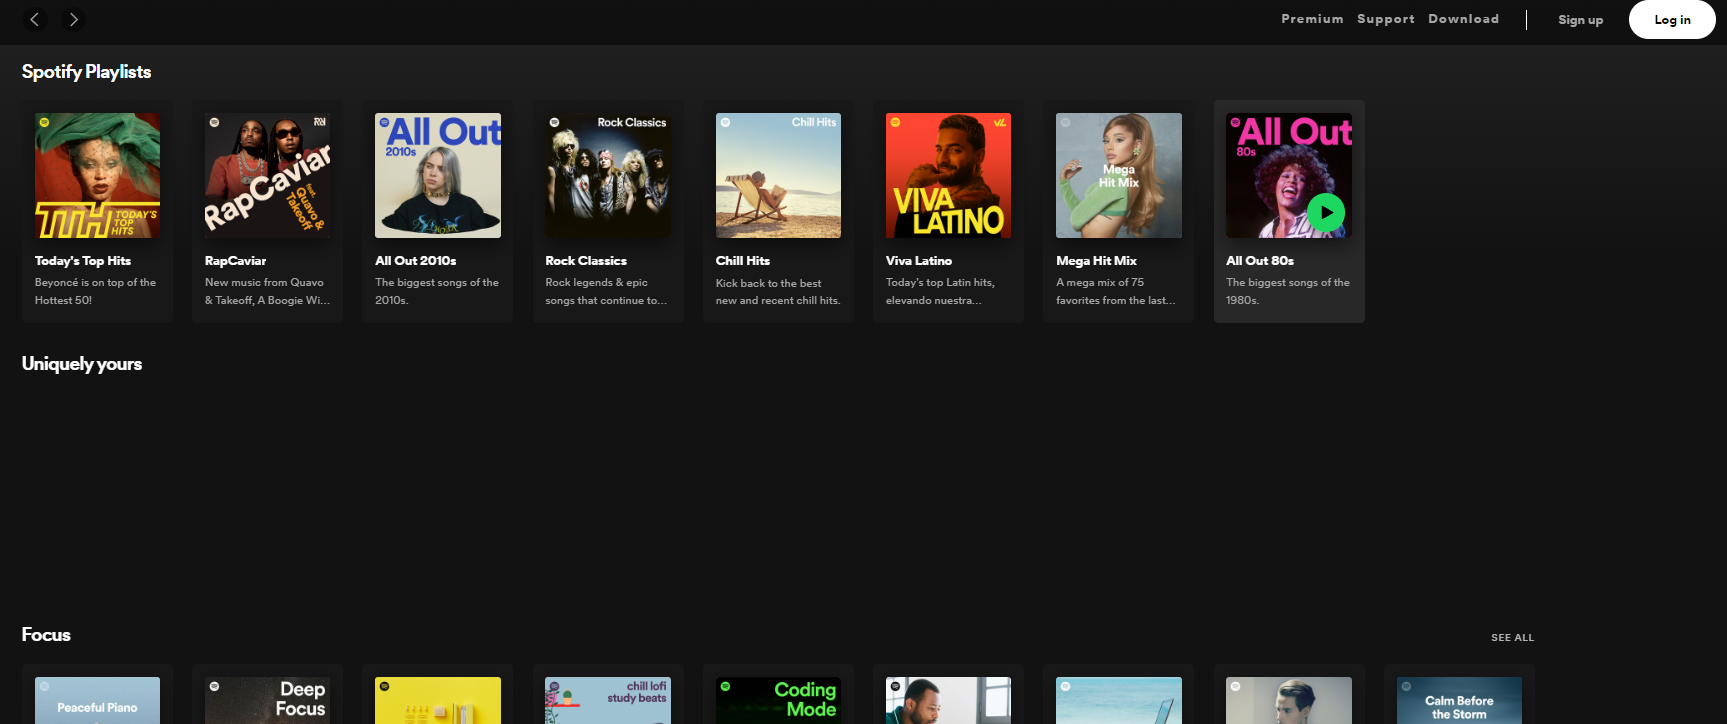 Premium Support Download Sign up Log in
Spotify Playlists
TTH TODAY'S TOP HITS
RapCaviar
feat. Quavo & Takeoff
All Out
2010s
Rock Classics
Chill Hits
VL
VIVA
LATINO
Mega
Hit Mix
All Out
80s
Today's Top Hits
Beyoncé is on top of the
Hottest 50!
RapCaviar
New music from Quavo
& Takeoff, A Boogie Wi...
All Out 2010s
The biggest songs of the
2010s.
Rock Classics
Rock legends & epic
songs that continue to...
Chill Hits
Kick back to the best
new and recent chill hits.
Viva Latino
Today's top Latin hits,
elevando nuestra...
Mega Hit Mix
A mega mix of 75
favorites from the last...
All Out 80s
The biggest songs of the
1980s.
Uniquely yours
Focus
SEE ALL
Peaceful Piano
Deep
Focus
chill lofi
study beats
Coding
Mode
Calm Before
the Storm